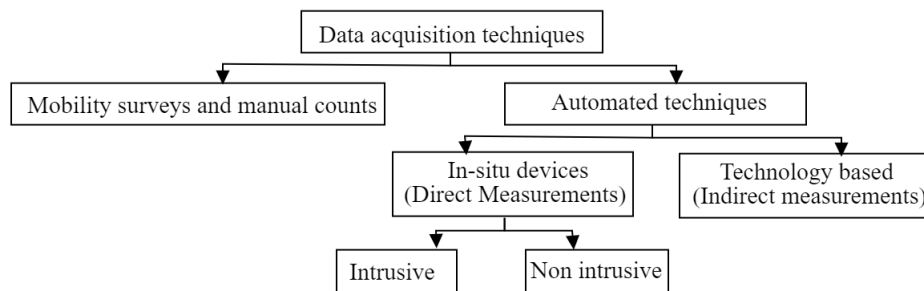 Data acquisition techniques
Mobility surveys and manual counts
Automated techniques
In-situ devices
(Direct Measurements)
Technology based
(Indirect measurements)
Intrusive
Non intrusive